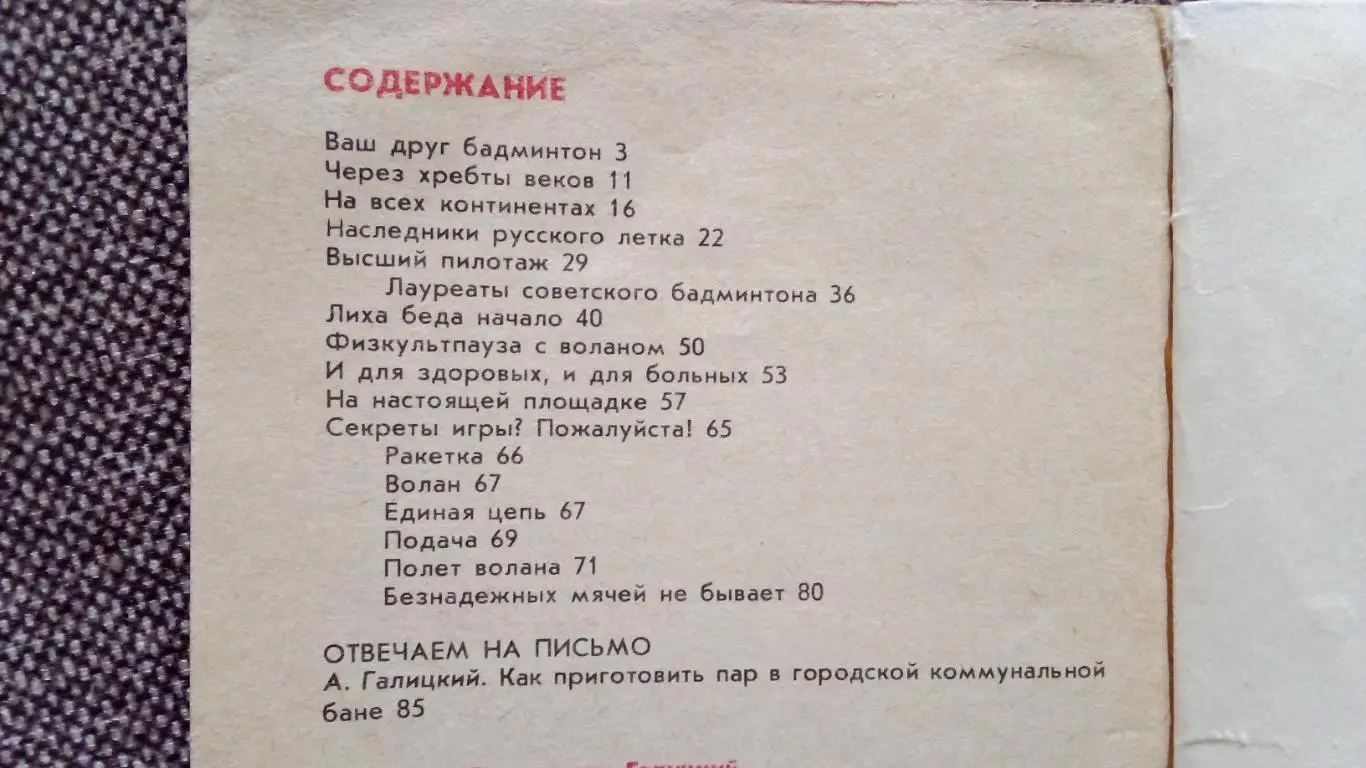 СОДЕРЖАНИЕ
Ваш друг бадминтон 3
Через хребты веков 11
На всех континентах 16
Наследники русского летка 22
Высший пилотаж 29
Лауреаты советского бадминтона 36
Лиха беда начало 40
Физкультпауза с воланом 50
И для здоровых, и для больных 53
На настоящей площадке 57
Секреты игры? Пожалуйста! 65
Ракетка 66
Волан 67
Единая цепь 67
Подача 69
Полет волана 71
Безнадежных мячей не бывает 80
ОТВЕЧАЕМ НА ПИСЬМО
А. Галицкий. Как приготовить пар в городской коммунальной
бане 85